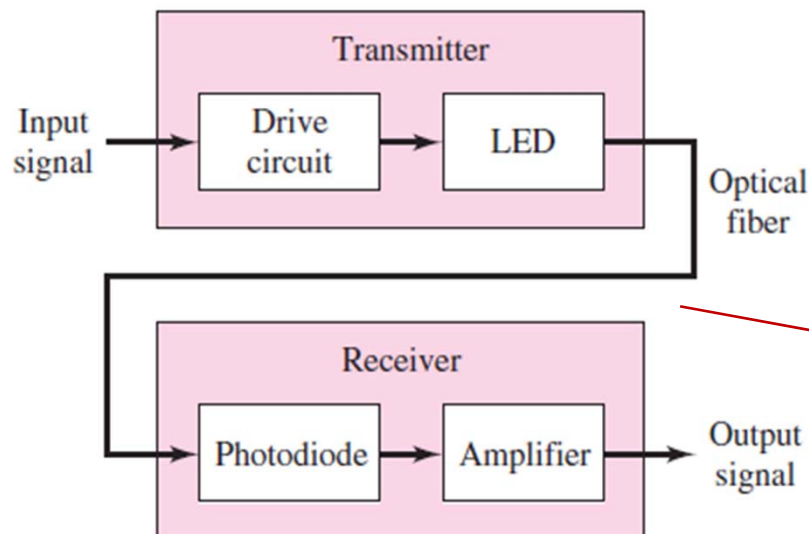 Transmitter
Input
signal
Drive
circuit
LED
Optical
fiber
Receiver
Photodiode
Amplifier
Output
signal